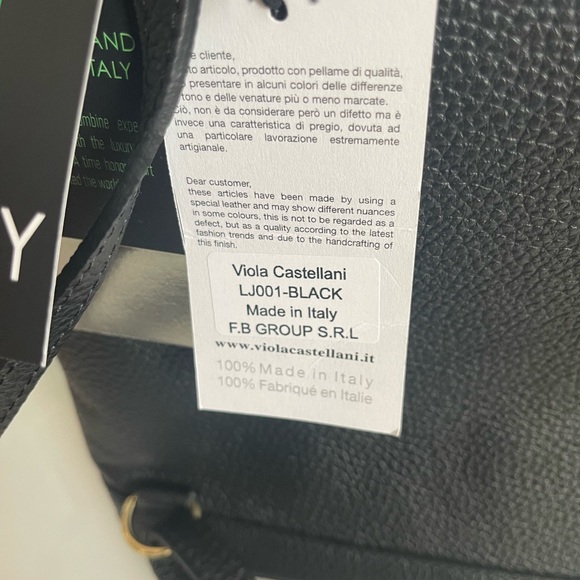 AND
TALY
Y
cliente,
articolo, prodotto con pellame di qualità,
presentare in alcuni colori delle differenze
tono e delle venature più o meno marcate.
ciò, non è da considerare però un difetto ma è
invece una caratteristica di pregio, dovuta ad
una particolare lavorazione estremamente
artigianale.
Dear customer,
these articles have been made by using a
special leather and may show different nuances
in some colours, this is not to be regarded as a
defect, but as a quality according to the latest
fashion trends and due to the handcrafting of
this finish.
Viola Castellani
LJ001-BLACK
Made in Italy
F.B GROUP S.R.L
www.violacastellani.it
100% Made in Italy
100% Fabriqué en Italie